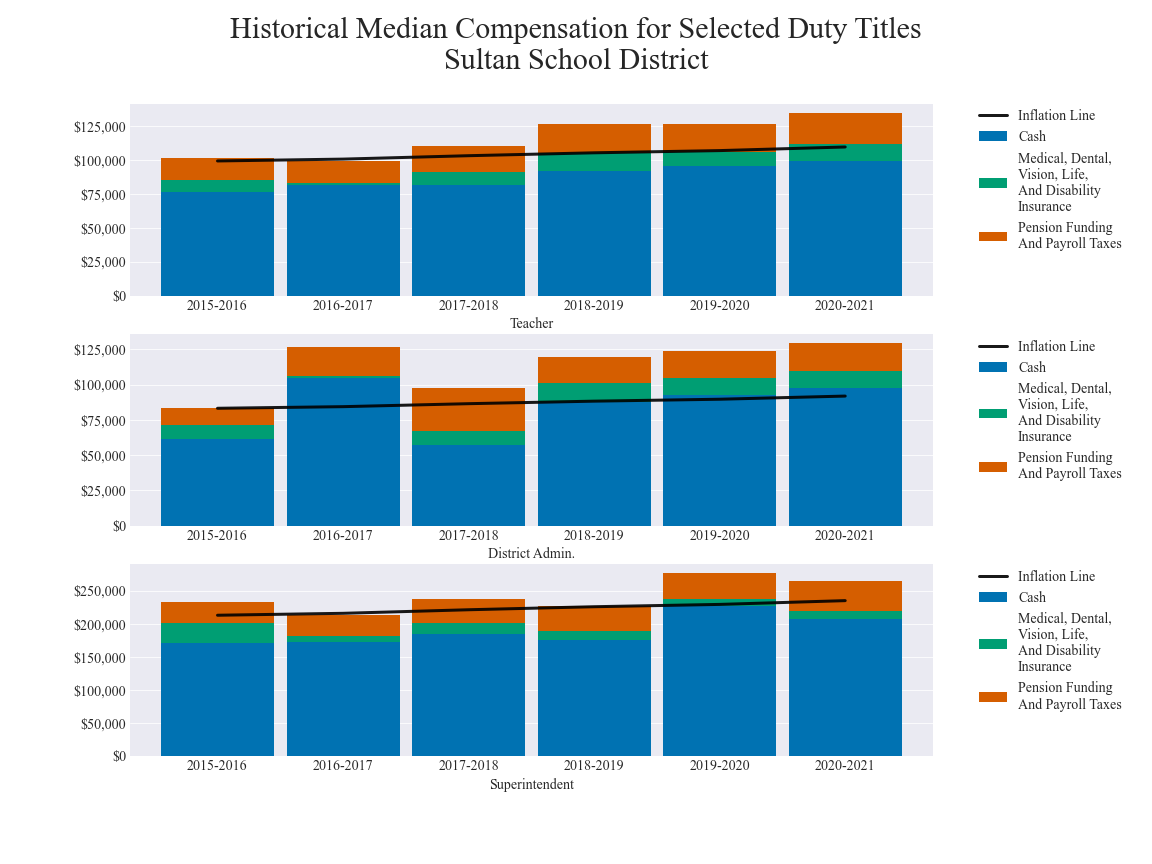 Historical Median Compensation for Selected Duty Titles
Sultan School District
$125,000
$100,000
$75,000
$50,000
$25,000
$0
2015-2016 2016-2017 2017-2018 2018-2019 2019-2020 2020-2021
Teacher
Inflation Line
Cash
Medical, Dental,
Vision, Life,
And Disability
Insurance
Pension Funding
And Payroll Taxes
$125,000
$100,000
$75,000
$50,000
$25,000
$0
2015-2016 2016-2017 2017-2018 2018-2019 2019-2020 2020-2021
District Admin.
Inflation Line
Cash
Medical, Dental,
Vision, Life,
And Disability
Insurance
Pension Funding
And Payroll Taxes
$250,000
$200,000
$150,000
$100,000
$50,000
$0
2015-2016 2016-2017 2017-2018 2018-2019 2019-2020 2020-2021
Superintendent
Inflation Line
Cash
Medical, Dental,
Vision, Life,
And Disability
Insurance
Pension Funding
And Payroll Taxes